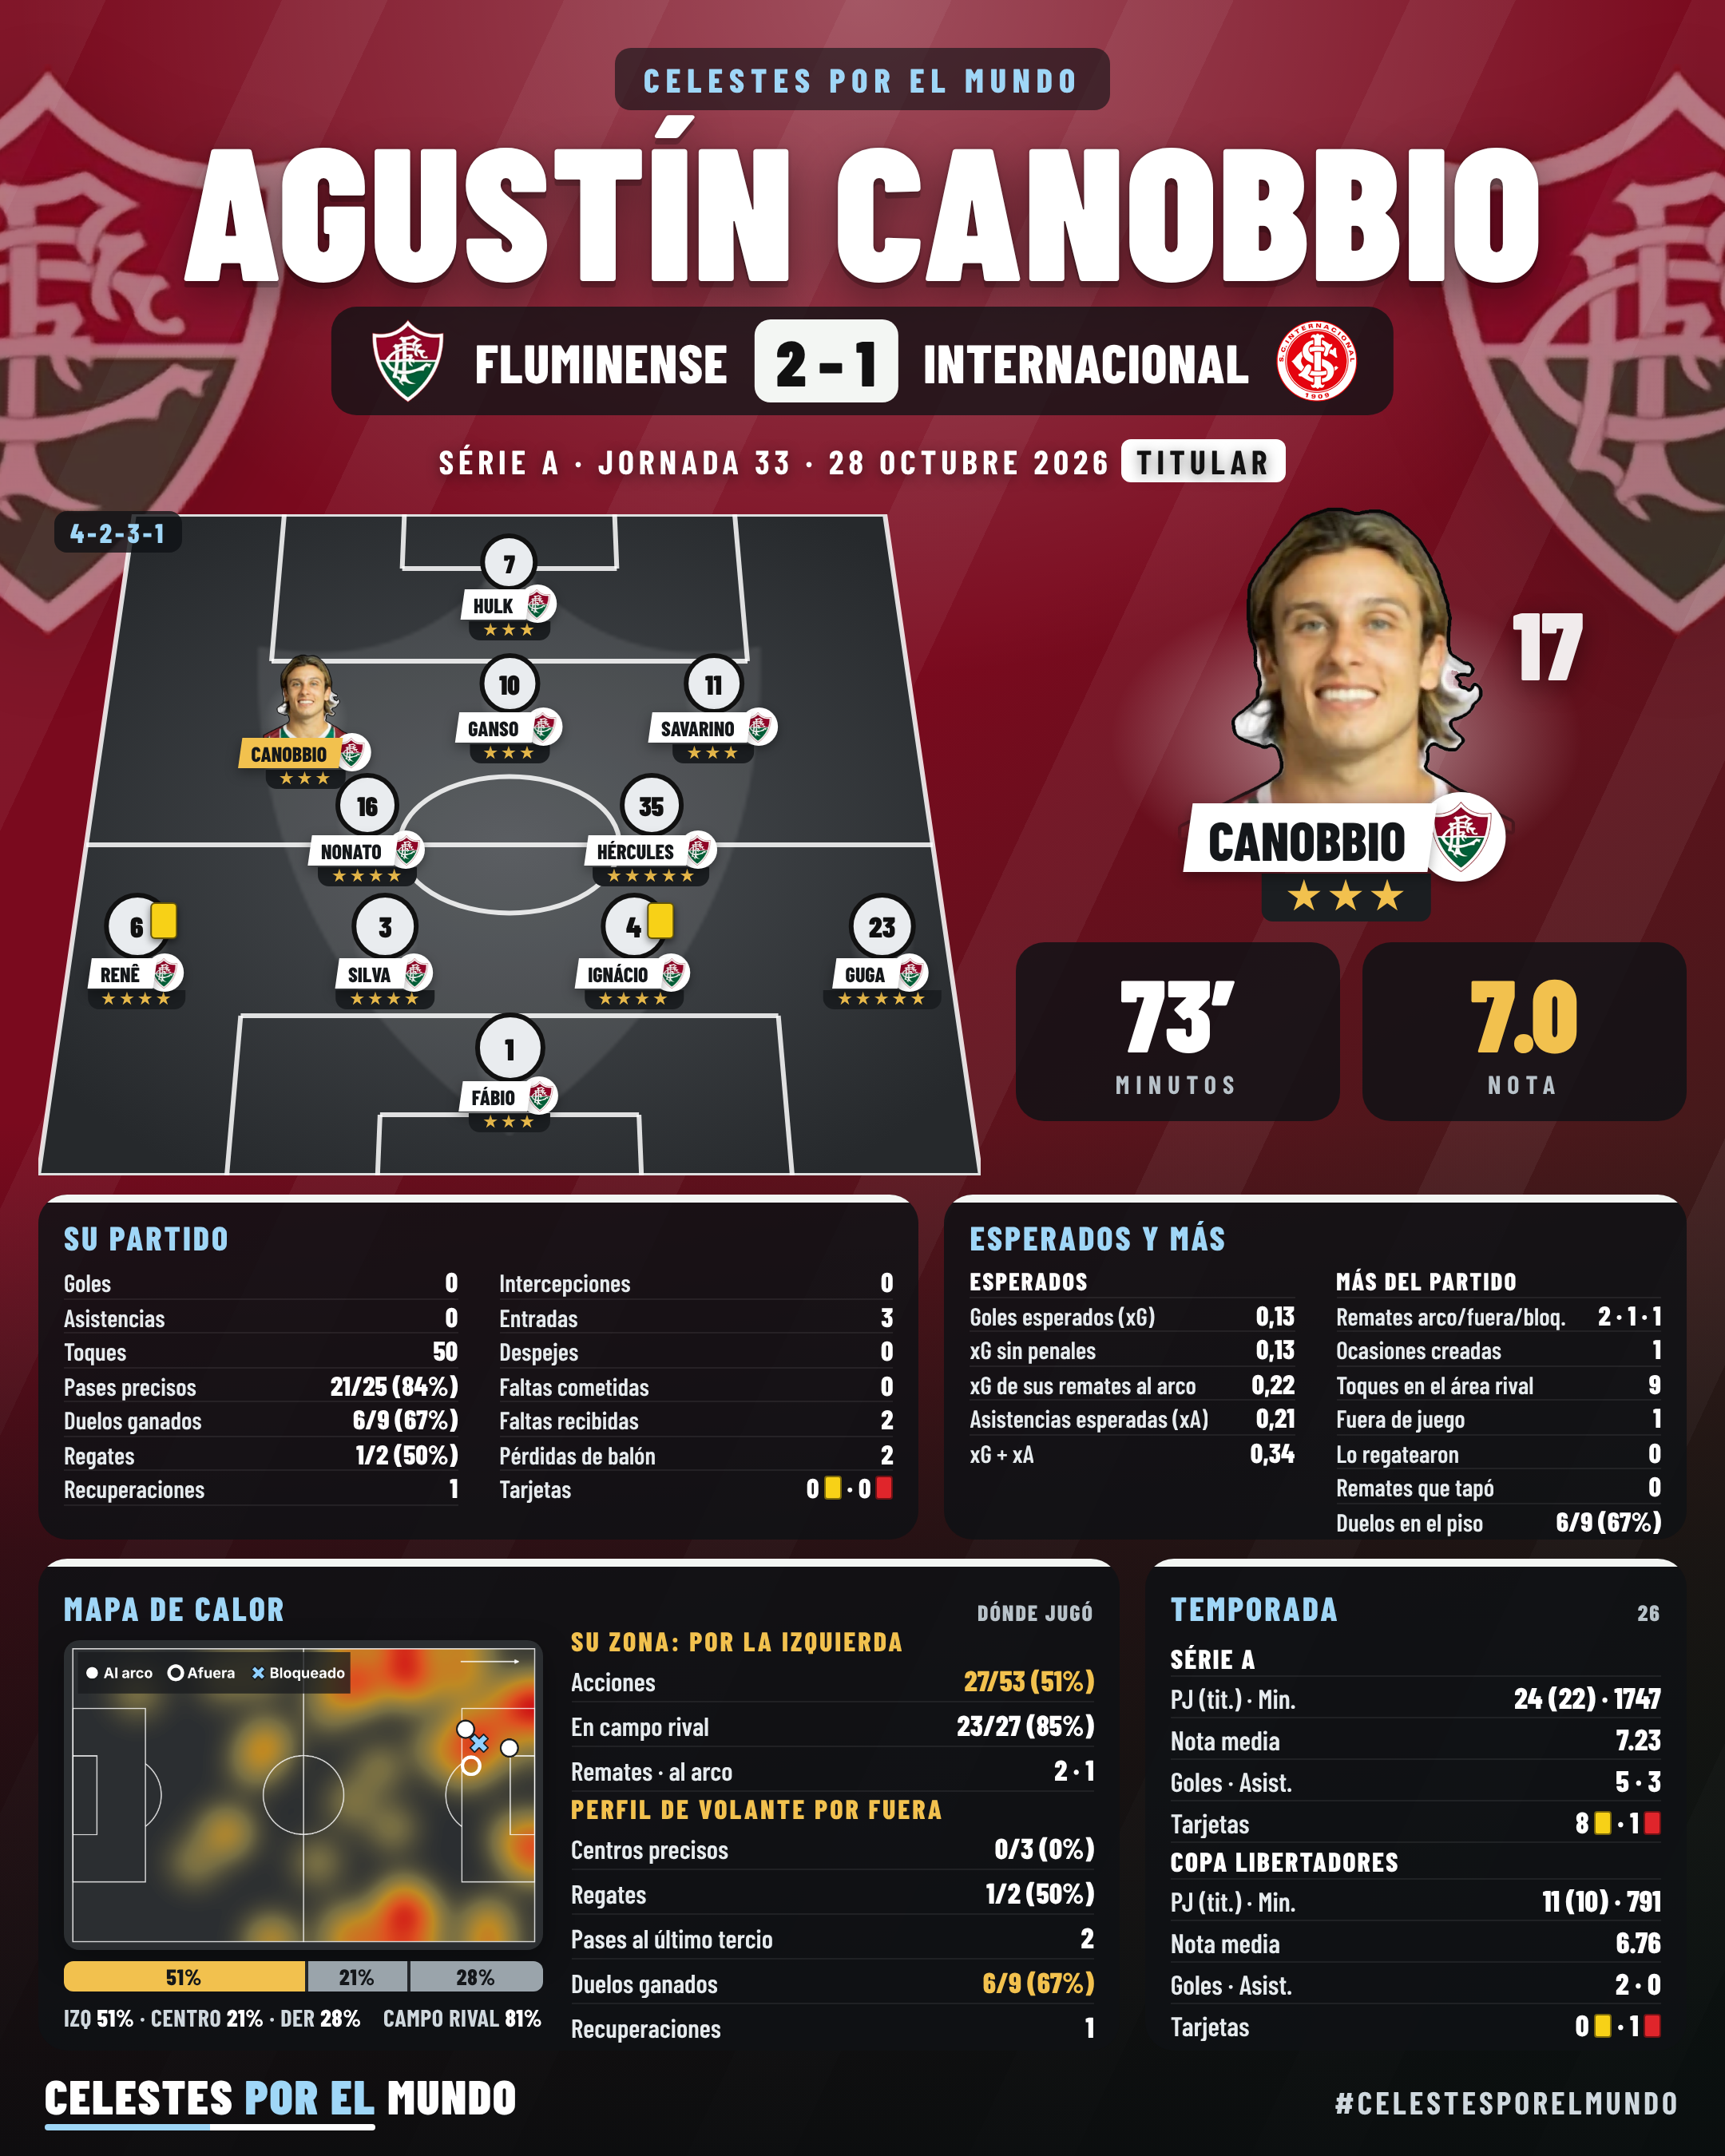 CELESTES POR EL MUNDO
AGUSTÍN CANOBBIO
FLUMINENSE 2 - 1 INTERNACIONAL
S.C. INTERNACIONAL
1909
SÉRIE A · JORNADA 33 · 28 OCTUBRE 2026 TITULAR
4-2-3-1
7
HULK
10
11
GANSO
SAVARINO
CANOBBIO
16
35
NONATO
HÉRCULES
6
3
4
23
RENÊ
SILVA
IGNÁCIO
GUGA
1
FÁBIO
17
CANOBBIO
73’
MINUTOS
7.0
NOTA
SU PARTIDO
Goles 0
Asistencias 0
Toques 50
Pases precisos 21/25 (84%)
Duelos ganados 6/9 (67%)
Regates 1/2 (50%)
Recuperaciones 1
Intercepciones 0
Entradas 3
Despejes 0
Faltas cometidas 0
Faltas recibidas 2
Pérdidas de balón 2
Tarjetas 0 · 0
ESPERADOS Y MÁS
ESPERADOS
Goles esperados (xG) 0,13
xG sin penales 0,13
xG de sus remates al arco 0,22
Asistencias esperadas (xA) 0,21
xG + xA 0,34
MÁS DEL PARTIDO
Remates arco/fuera/bloq. 2 · 1 · 1
Ocasiones creadas 1
Toques en el área rival 9
Fuera de juego 1
Lo regatearon 0
Remates que tapó 0
Duelos en el piso 6/9 (67%)
MAPA DE CALOR
DÓNDE JUGÓ
Al arco Afuera Bloqueado
51% 21% 28%
IZQ 51% · CENTRO 21% · DER 28% CAMPO RIVAL 81%
SU ZONA: POR LA IZQUIERDA
Acciones 27/53 (51%)
En campo rival 23/27 (85%)
Remates · al arco 2 · 1
PERFIL DE VOLANTE POR FUERA
Centros precisos 0/3 (0%)
Regates 1/2 (50%)
Pases al último tercio 2
Duelos ganados 6/9 (67%)
Recuperaciones 1
TEMPORADA 26
SÉRIE A
PJ (tit.) · Min. 24 (22) · 1747
Nota media 7.23
Goles · Asist. 5 · 3
Tarjetas 8 · 1
COPA LIBERTADORES
PJ (tit.) · Min. 11 (10) · 791
Nota media 6.76
Goles · Asist. 2 · 0
Tarjetas 0 · 1
CELESTES POR EL MUNDO
#CELESTESPORELMUNDO